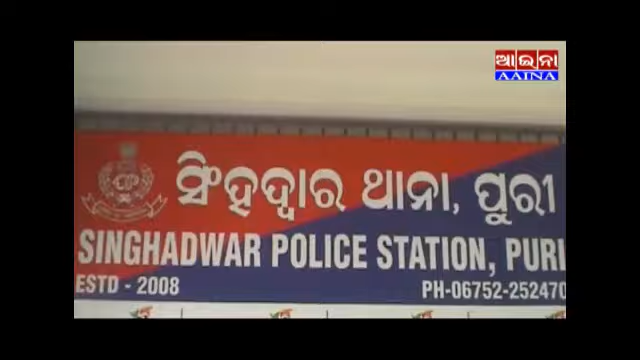 ଆଇନା
AAINA
ସିଂହଦ୍ୱାର ଥାନା, ପୁରୀ
SINGHADWAR POLICE STATION, PURI
ESTD - 2008
PH-06752-252470